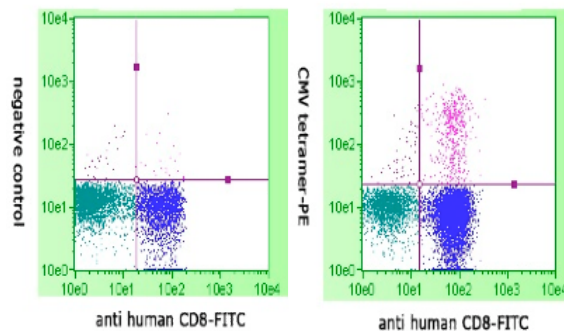 negative control
10e4
10e3
10e2
10e1
10e0
10e0 10e1 10e2 10e3 10e4
anti human CD8-FITC
CMV tetramer-PE
10e4
10e3
10e2
10e1
10e0
10e0 10e1 10e2 10e3 10e4
anti human CD8-FITC